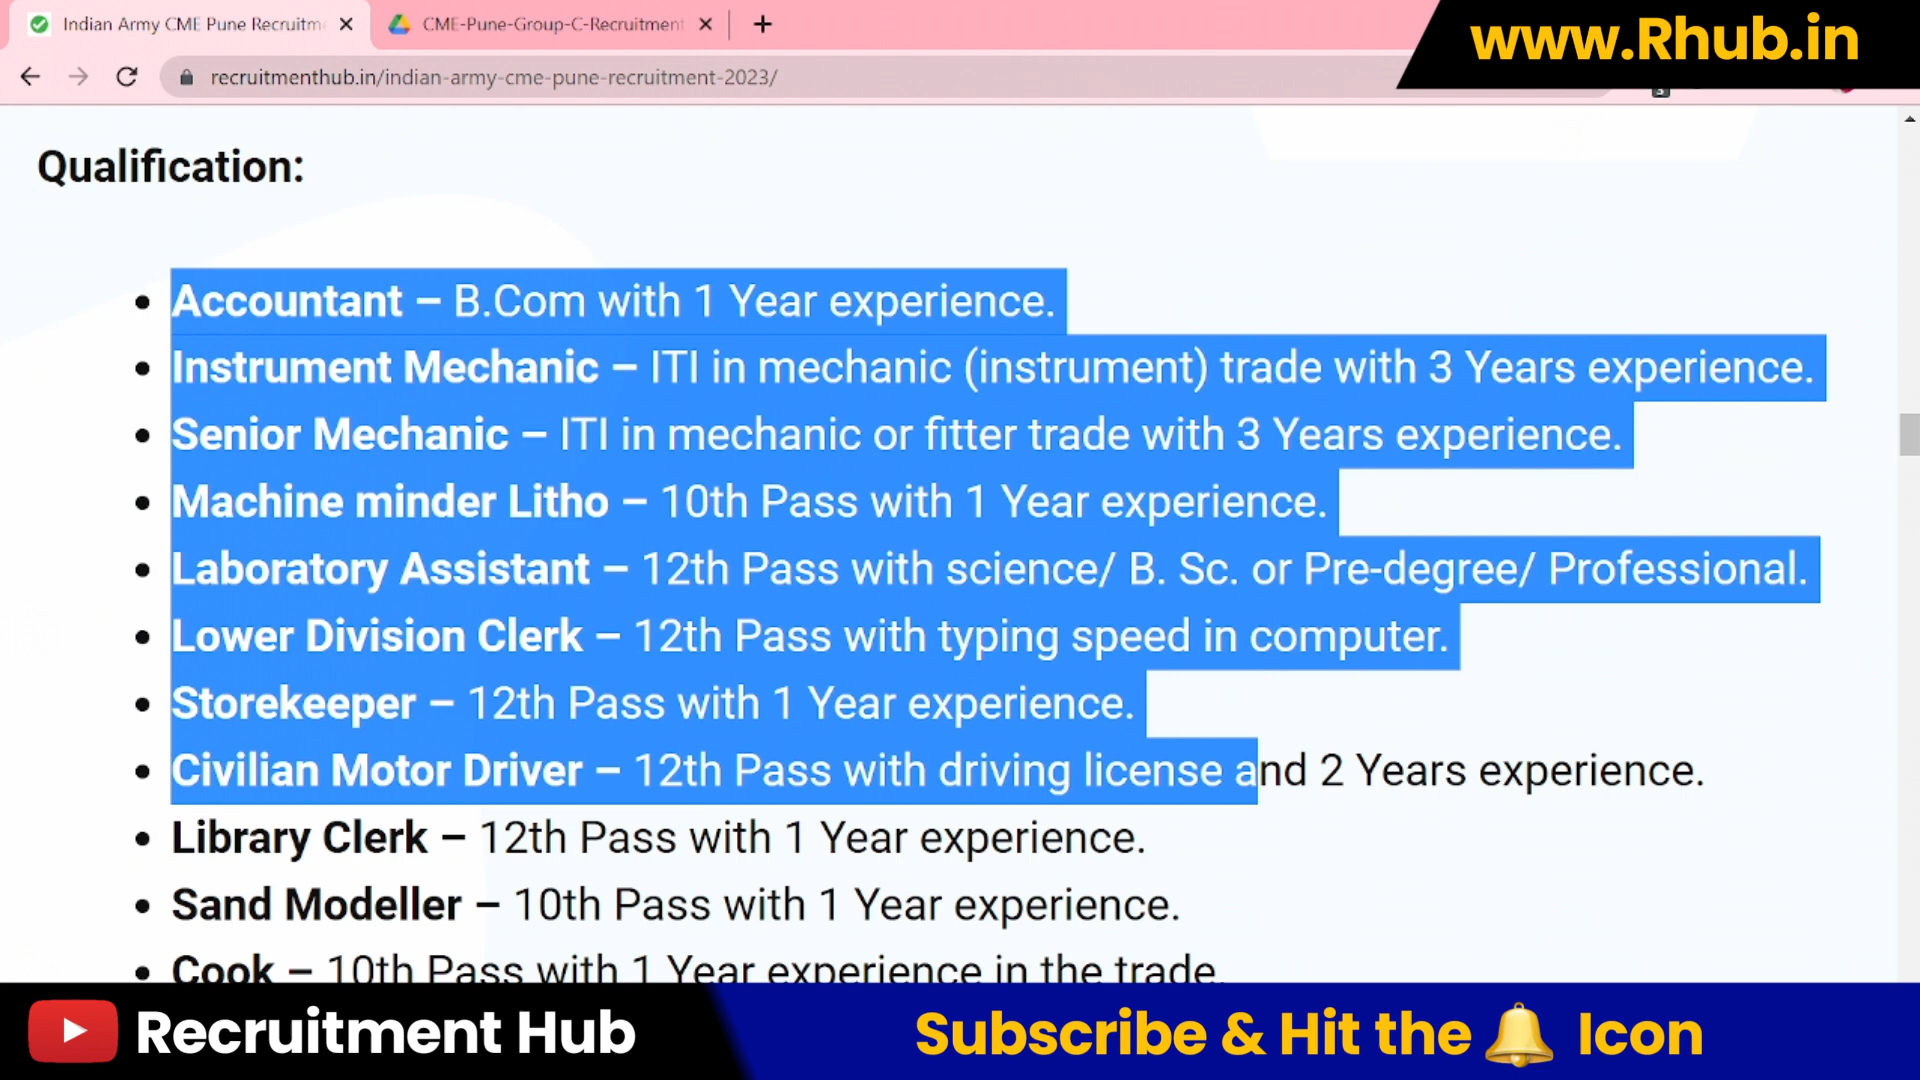 Indian Army CME Pune Recruitm
CME-Pune-Group-C-Recruitment
www.Rhub.in
recruitmenthub.in/indian-army-cme-pune-recruitment-2023/
Qualification:
• Accountant – B.Com with 1 Year experience.
• Instrument Mechanic – ITI in mechanic (instrument) trade with 3 Years experience.
• Senior Mechanic – ITI in mechanic or fitter trade with 3 Years experience.
• Machine minder Litho – 10th Pass with 1 Year experience.
• Laboratory Assistant – 12th Pass with science/ B. Sc. or Pre-degree/ Professional.
• Lower Division Clerk – 12th Pass with typing speed in computer.
• Storekeeper – 12th Pass with 1 Year experience.
• Civilian Motor Driver – 12th Pass with driving license and 2 Years experience.
• Library Clerk – 12th Pass with 1 Year experience.
• Sand Modeller – 10th Pass with 1 Year experience.
• Cook – 10th Pass with 1 Year experience in the trade.
Recruitment Hub
Subscribe & Hit the 🔔 Icon